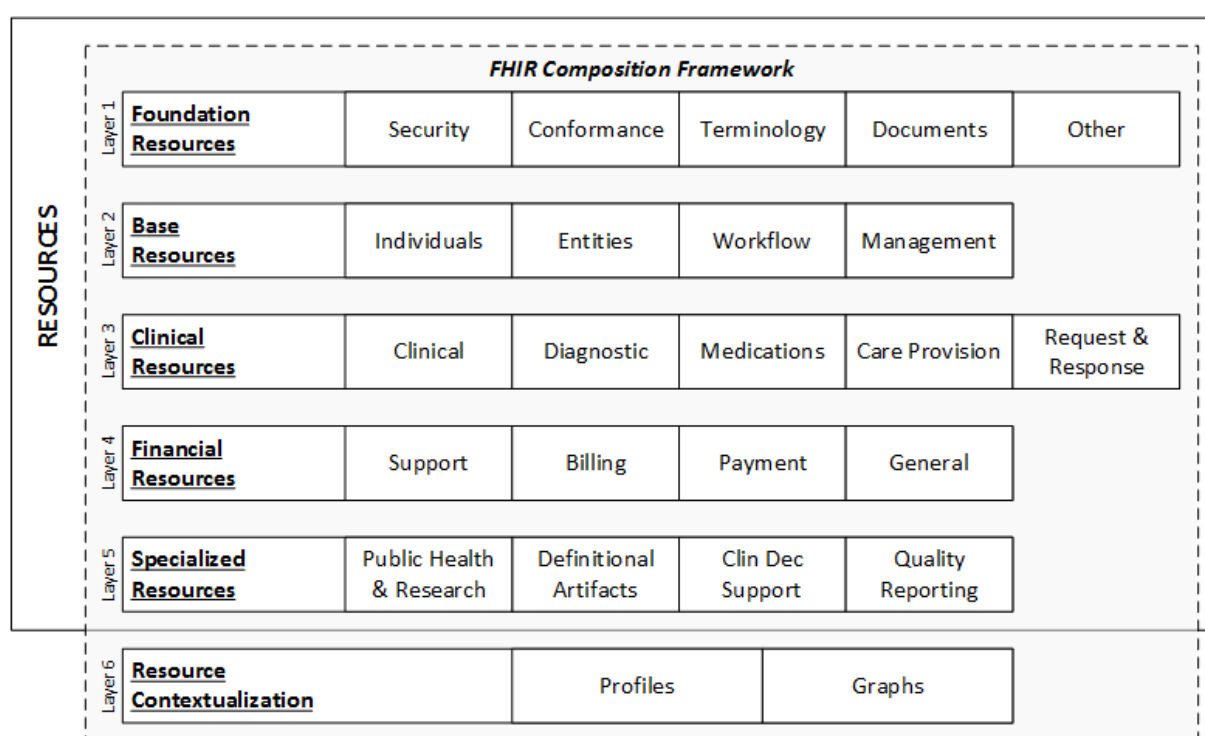 FHIR Composition Framework
RESOURCES
Layer 1
Foundation
Resources
Security
Conformance
Terminology
Documents
Other
Layer 2
Base
Resources
Individuals
Entities
Workflow
Management
Layer 3
Clinical
Resources
Clinical
Diagnostic
Medications
Care Provision
Request &
Response
Layer 4
Financial
Resources
Support
Billing
Payment
General
Layer 5
Specialized
Resources
Public Health
& Research
Definitional
Artifacts
Clin Dec
Support
Quality
Reporting
Layer 6
Resource
Contextualization
Profiles
Graphs